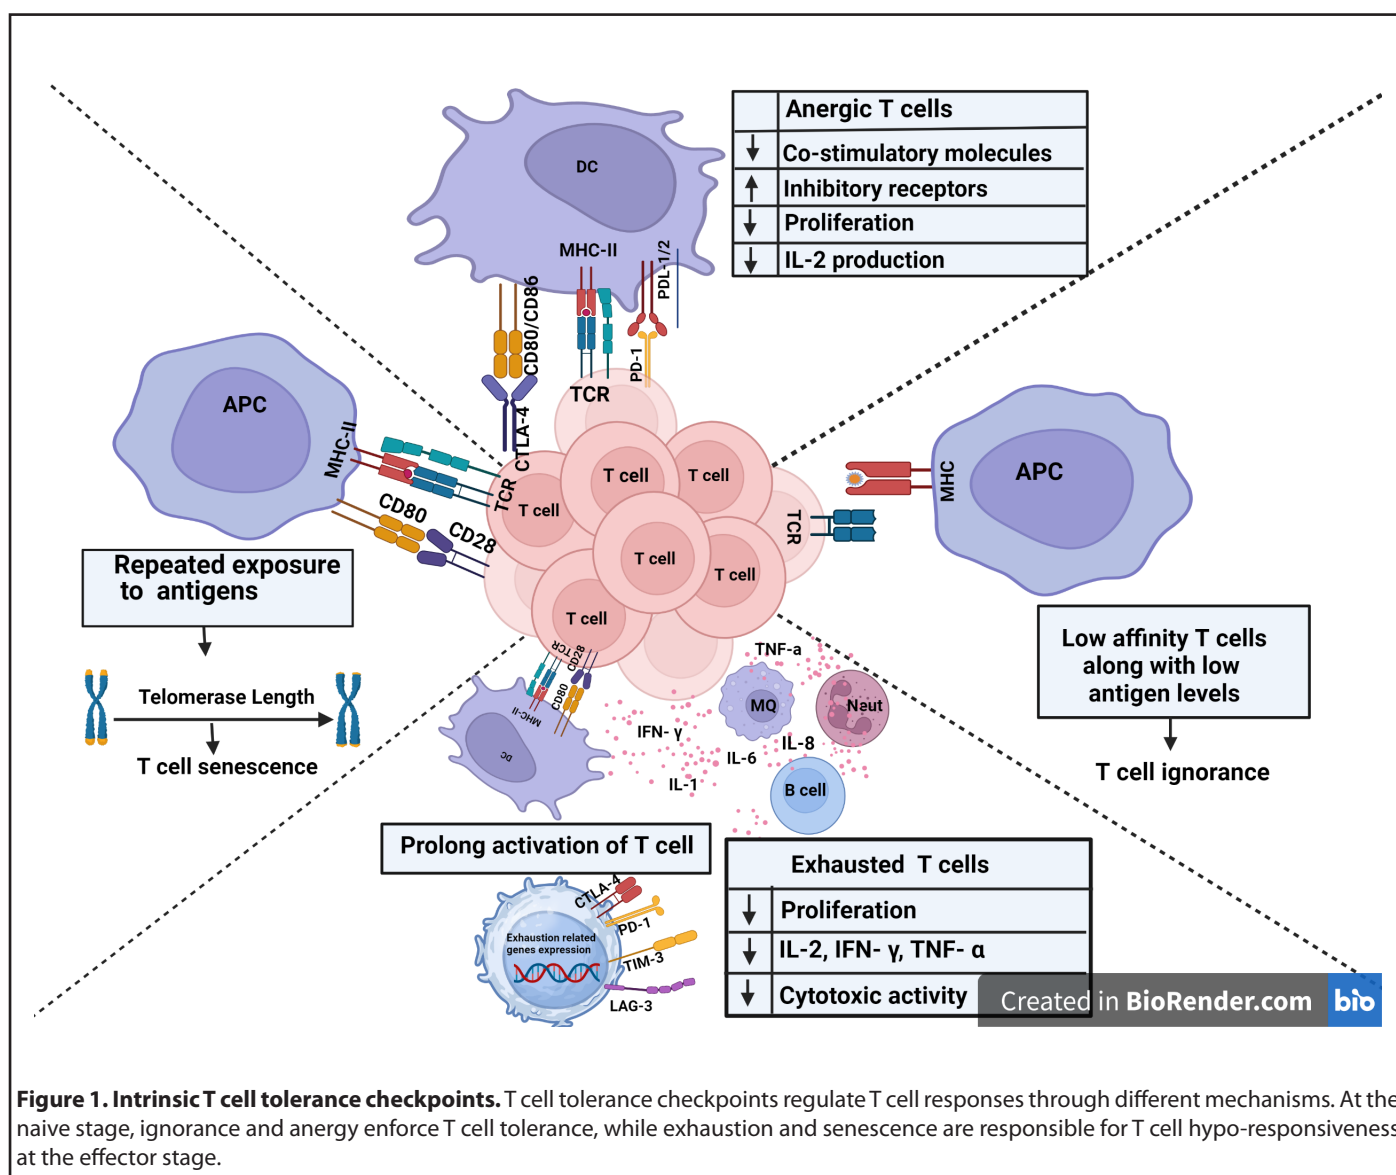 DC
MHC-II
PDL-1/2
CD80/CD86
PD-1
TCR
CTLA-4
Anergic T cells
Co-stimulatory molecules
Inhibitory receptors
Proliferation
IL-2 production
APC
MHC-II
TCR
CD80
CD28
Repeated exposure
to antigens
Telomerase Length
T cell senescence
T cell
T cell
T cell
T cell
T cell
T cell
TCR
MHC
APC
Low affinity T cells
along with low
antigen levels
T cell ignorance
TCR
CD28
CD80
MHC-II
DC
TNF-a
MQ
Neut
IFN- γ
IL-8
IL-6
IL-1
B cell
Prolong activation of T cell
CTLA-4
PD-1
Exhaustion related
genes expression
TIM-3
LAG-3
Exhausted T cells
Proliferation
IL-2, IFN- γ, TNF- α
Cytotoxic activity
Created in BioRender.com bio
Figure 1. Intrinsic T cell tolerance checkpoints. T cell tolerance checkpoints regulate T cell responses through different mechanisms. At the
naive stage, ignorance and anergy enforce T cell tolerance, while exhaustion and senescence are responsible for T cell hypo-responsiveness
at the effector stage.